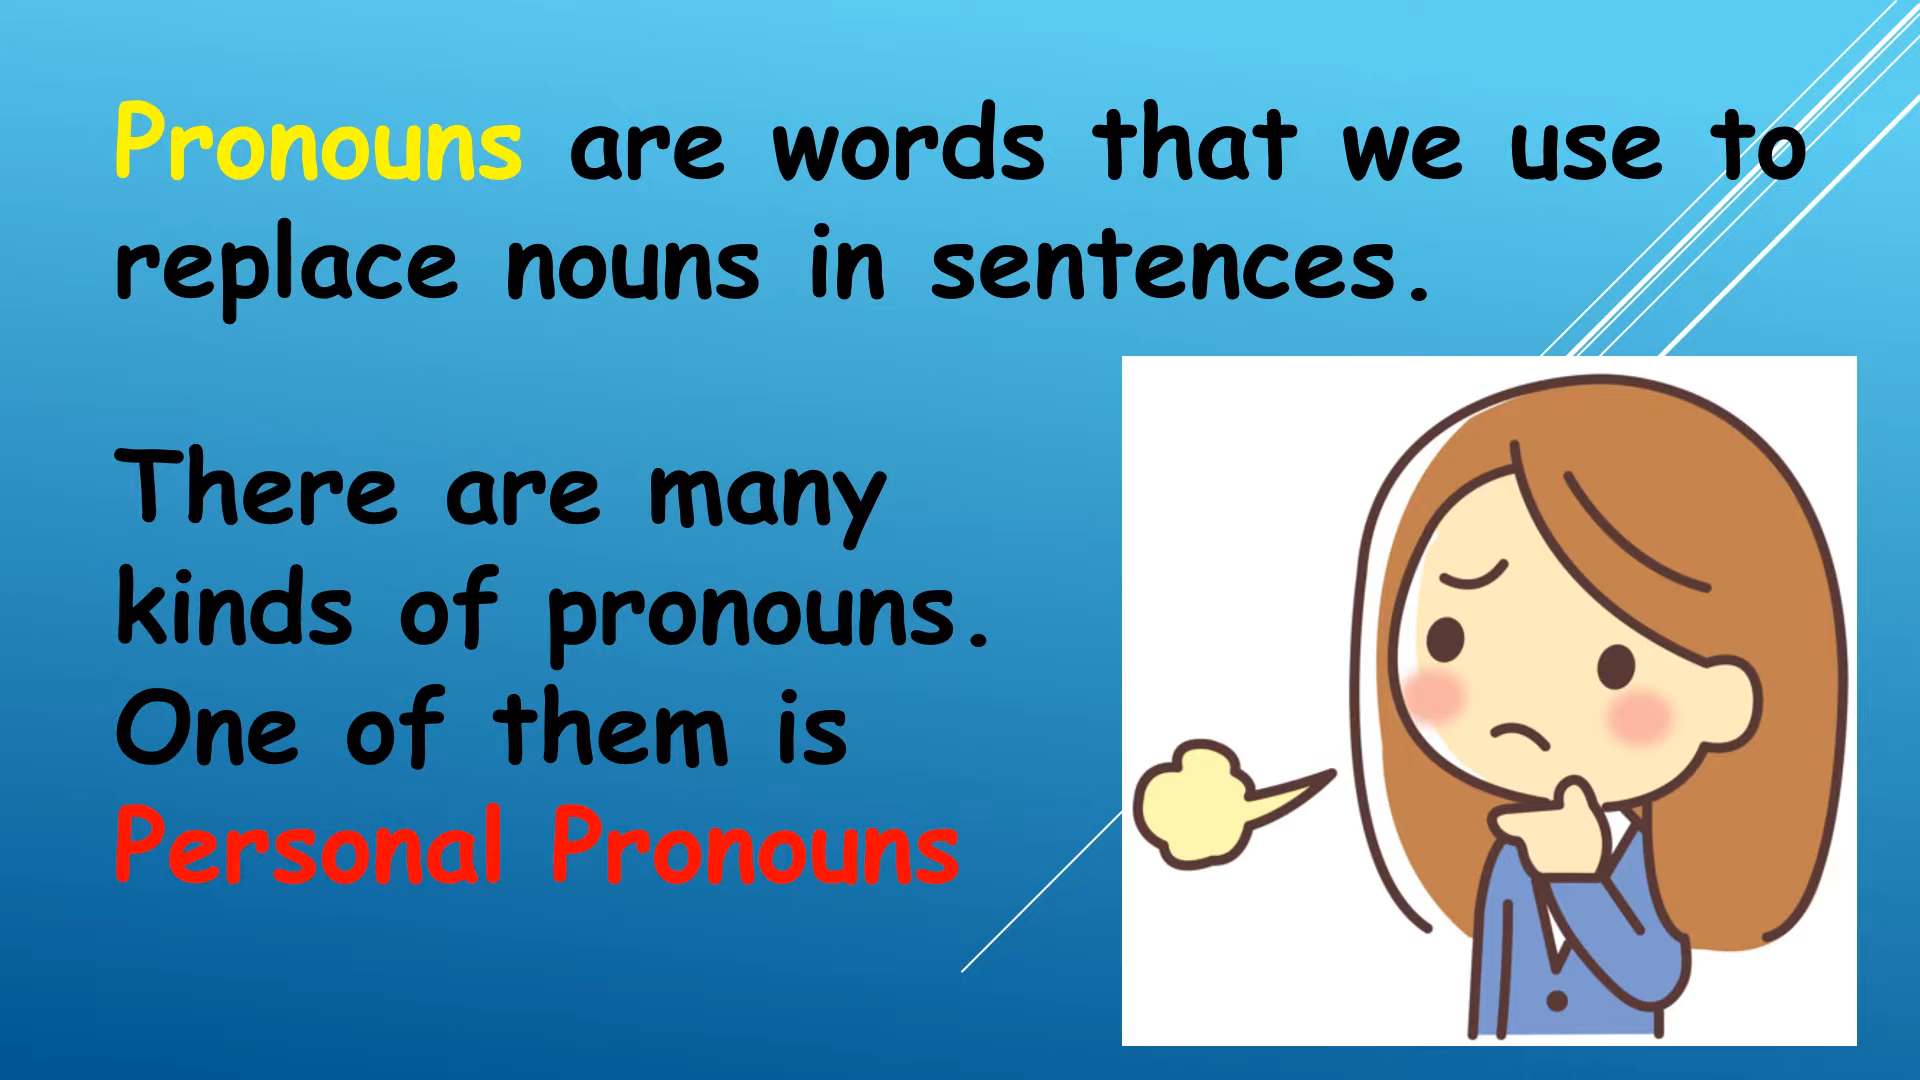 Pronouns are words that we use to
replace nouns in sentences.
There are many
kinds of pronouns.
One of them is
Personal Pronouns